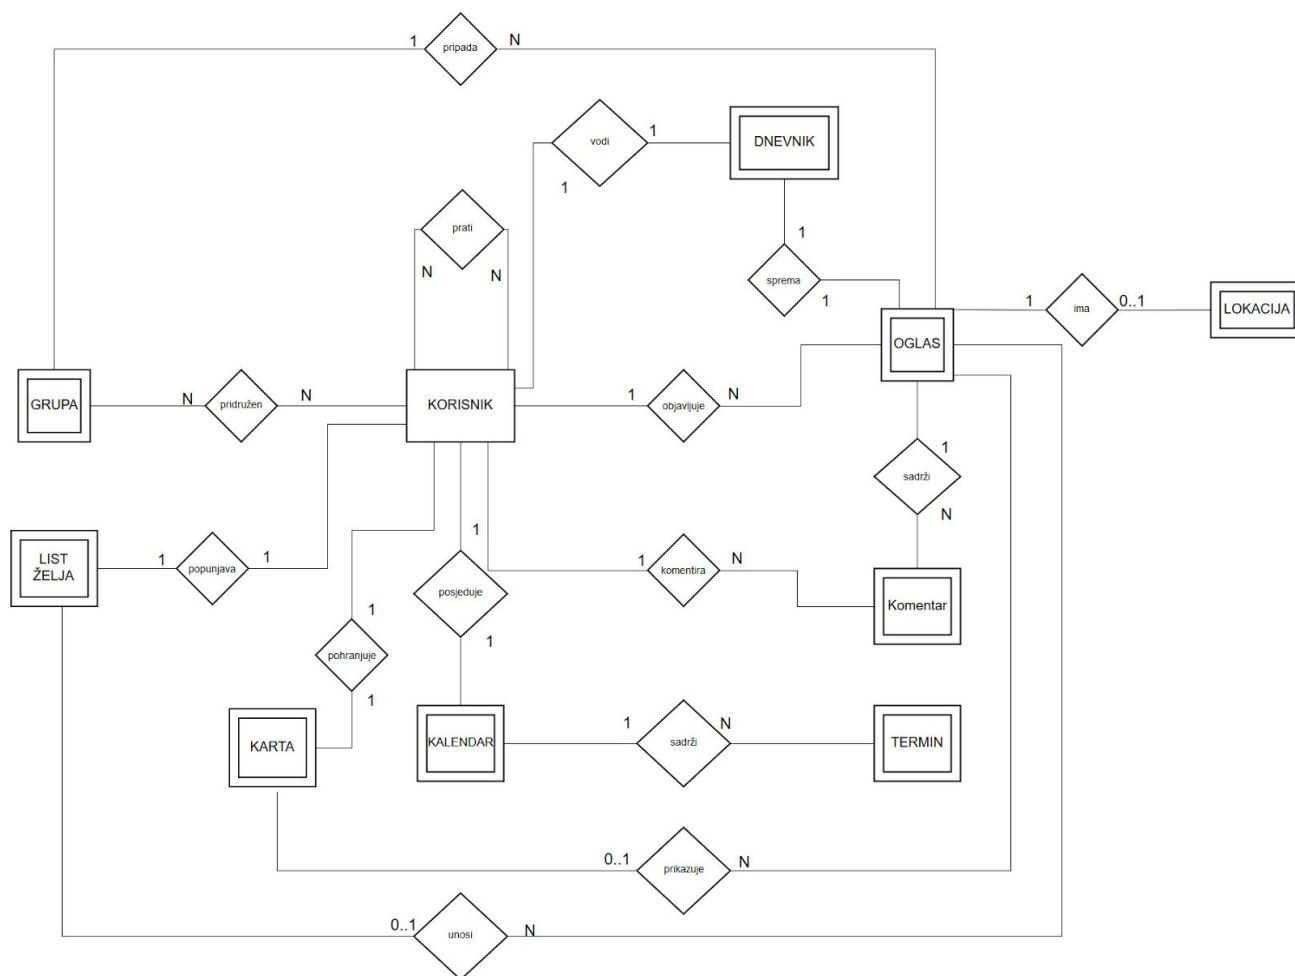 1
pripada
N
vodi
1
DNEVNIK
1
prati
N
N
1
sprema
1
1
ima
0..1
LOKACIJA
OGLAS
GRUPA
N
pridružen
N
KORISNIK
1
objavljuje
N
1
sadrži
N
LIST
ŽELJA
1
popunjava
1
1
posjeduje
1
1
komentira
N
Komentar
1
pohranjuje
1
KARTA
KALENDAR
1
sadrži
N
TERMIN
0..1
prikazuje
N
0..1
unosi
N